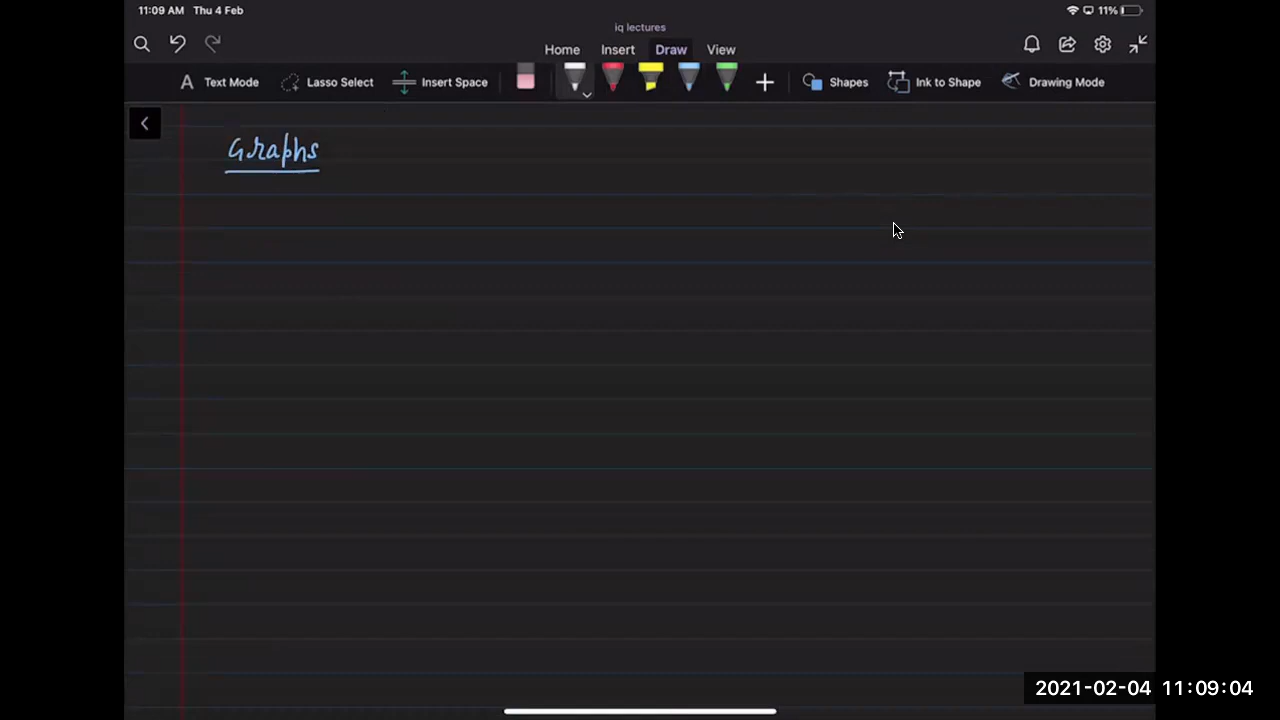 11:09 AM Thu 4 Feb
11%
iq lectures
Home Insert Draw View
Text Mode Lasso Select Insert Space Shapes Ink to Shape Drawing Mode
Graphs
2021-02-04 11:09:04